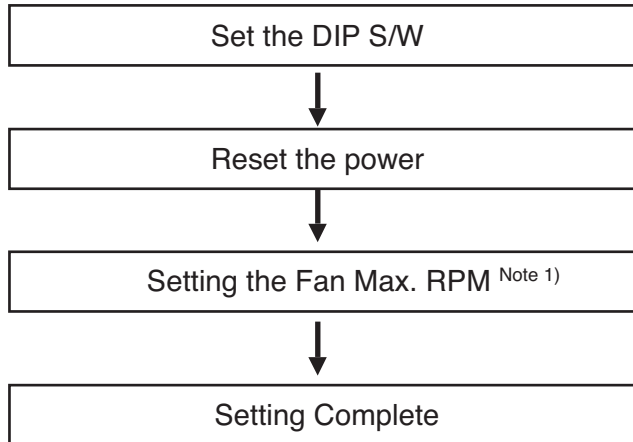 Set the DIP S/W
Reset the power
Setting the Fan Max. RPM Note 1)
Setting Complete